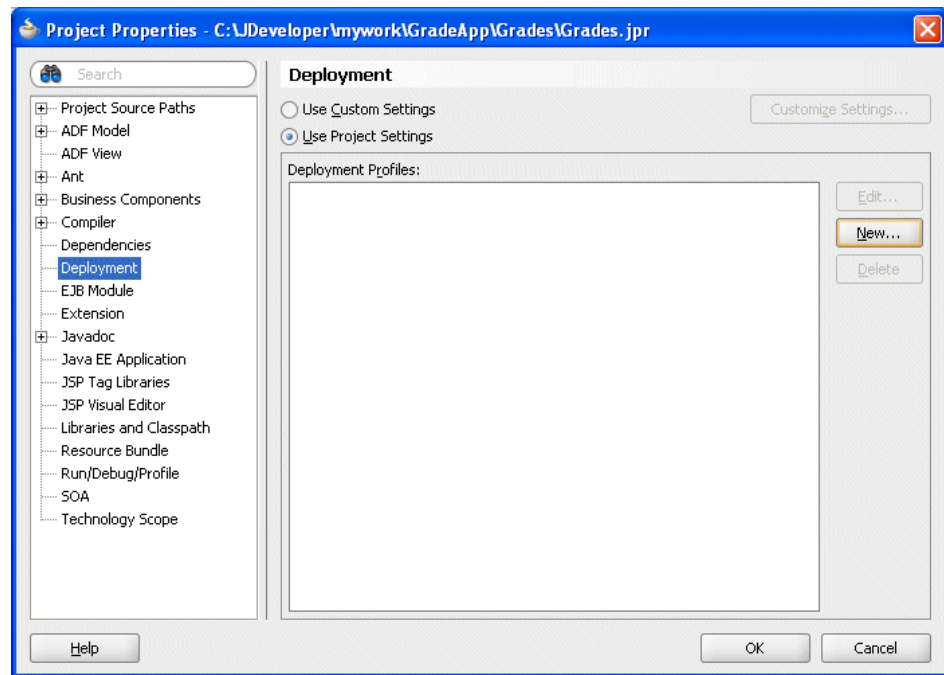 Project Properties - C:\JDeveloper\mywork\GradeApp\Grades\Grades.jpr
Search
Project Source Paths
ADF Model
ADF View
Ant
Business Components
Compiler
Dependencies
Deployment
EJB Module
Extension
Javadoc
Java EE Application
JSP Tag Libraries
JSP Visual Editor
Libraries and Classpath
Resource Bundle
Run/Debug/Profile
SOA
Technology Scope
Deployment
Use Custom Settings
Customize Settings...
Use Project Settings
Deployment Profiles:
Edit...
New...
Delete
Help
OK
Cancel